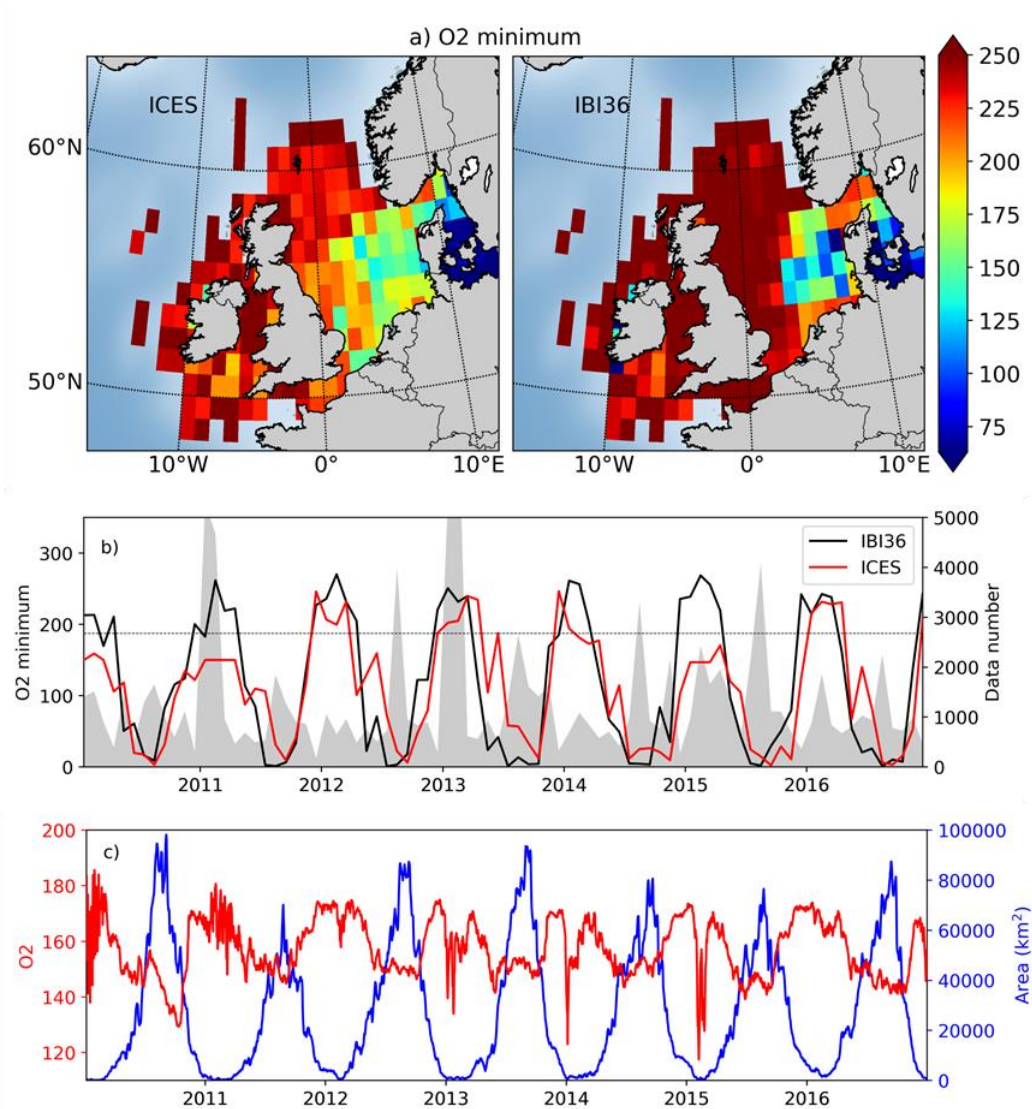 a) O2 minimum
ICES
IBI36
60°N
50°N
10°W
0°
10°E
10°W
0°
10°E
250
225
200
175
150
125
100
75
b)
IBI36
ICES
O2 minimum
300
200
100
0
5000
4000
3000
2000
1000
0
Data number
2011
2012
2013
2014
2015
2016
c)
O2
200
180
160
140
120
100000
80000
60000
40000
20000
0
Area (km²)
2011
2012
2013
2014
2015
2016